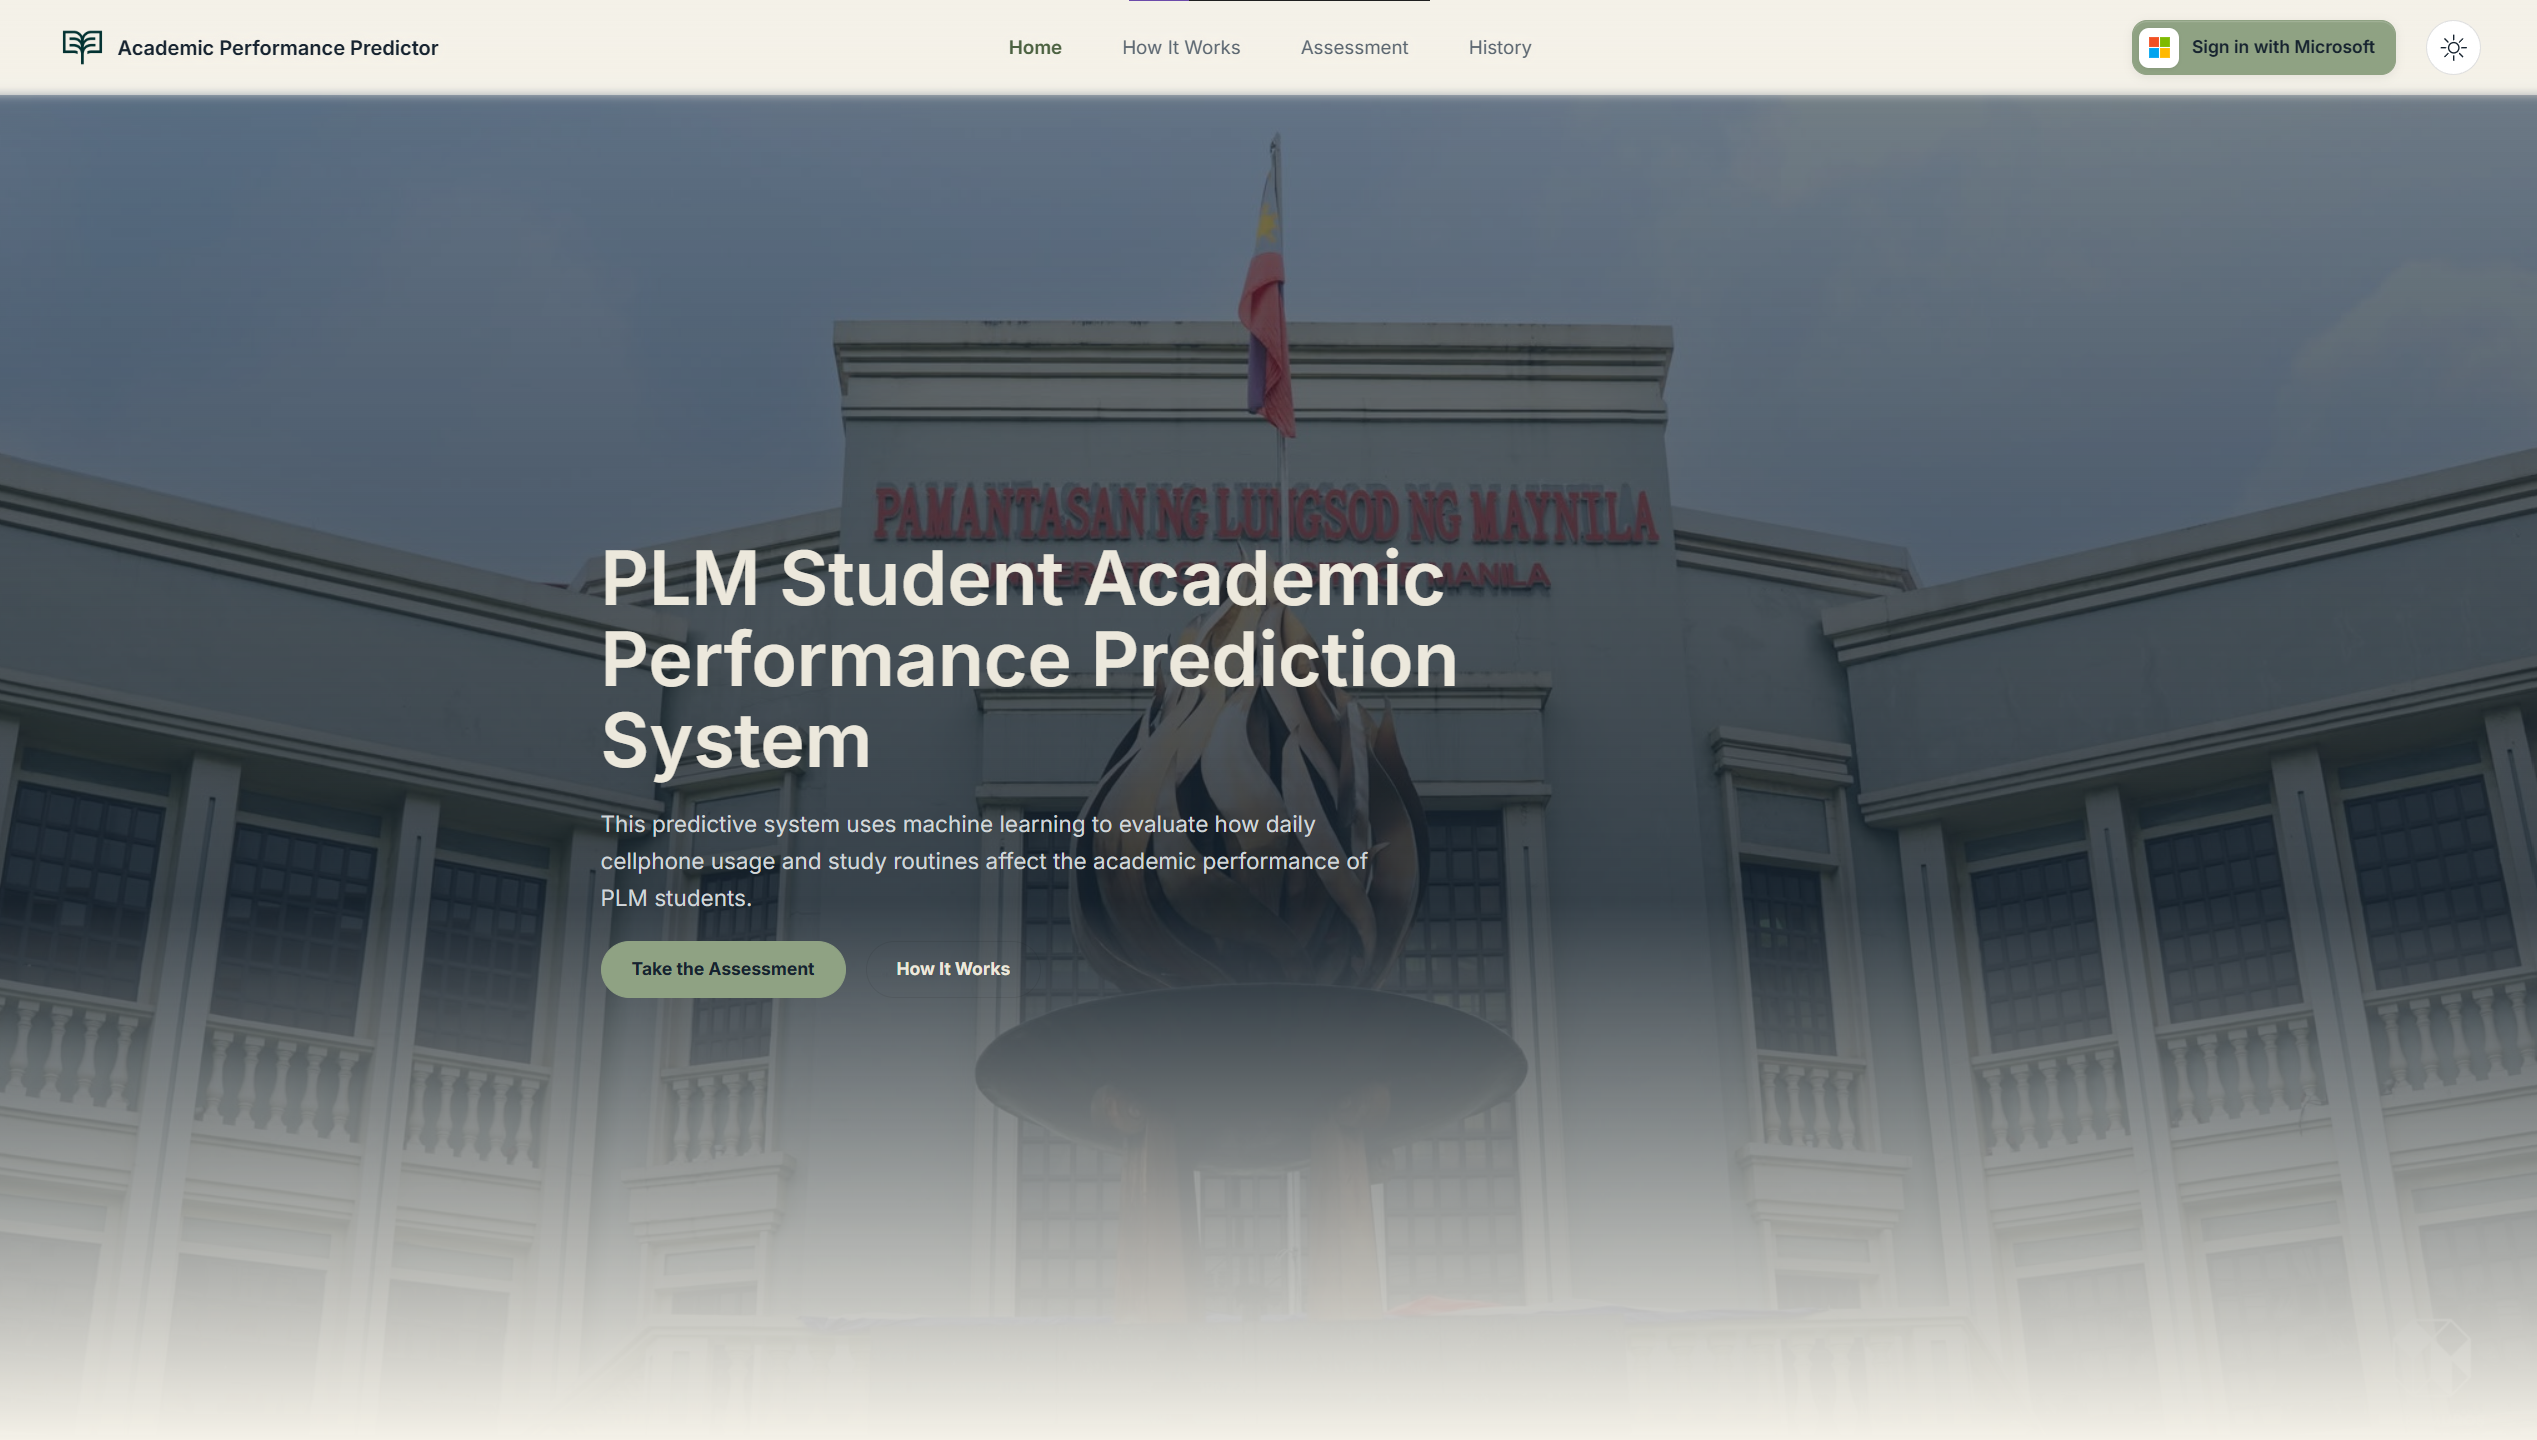 Academic Performance Predictor
Home
How It Works
Assessment
History
Sign in with Microsoft
PAMANTASAN NG LUNGSOD NG MAYNILA
MANILA
PLM Student Academic
Performance Prediction
System
This predictive system uses machine learning to evaluate how daily
cellphone usage and study routines affect the academic performance of
PLM students.
Take the Assessment
How It Works